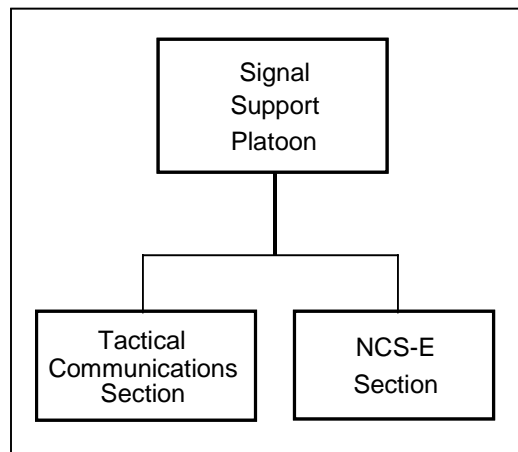 Signal
Support
Platoon
Tactical
Communications
Section
NCS-E
Section